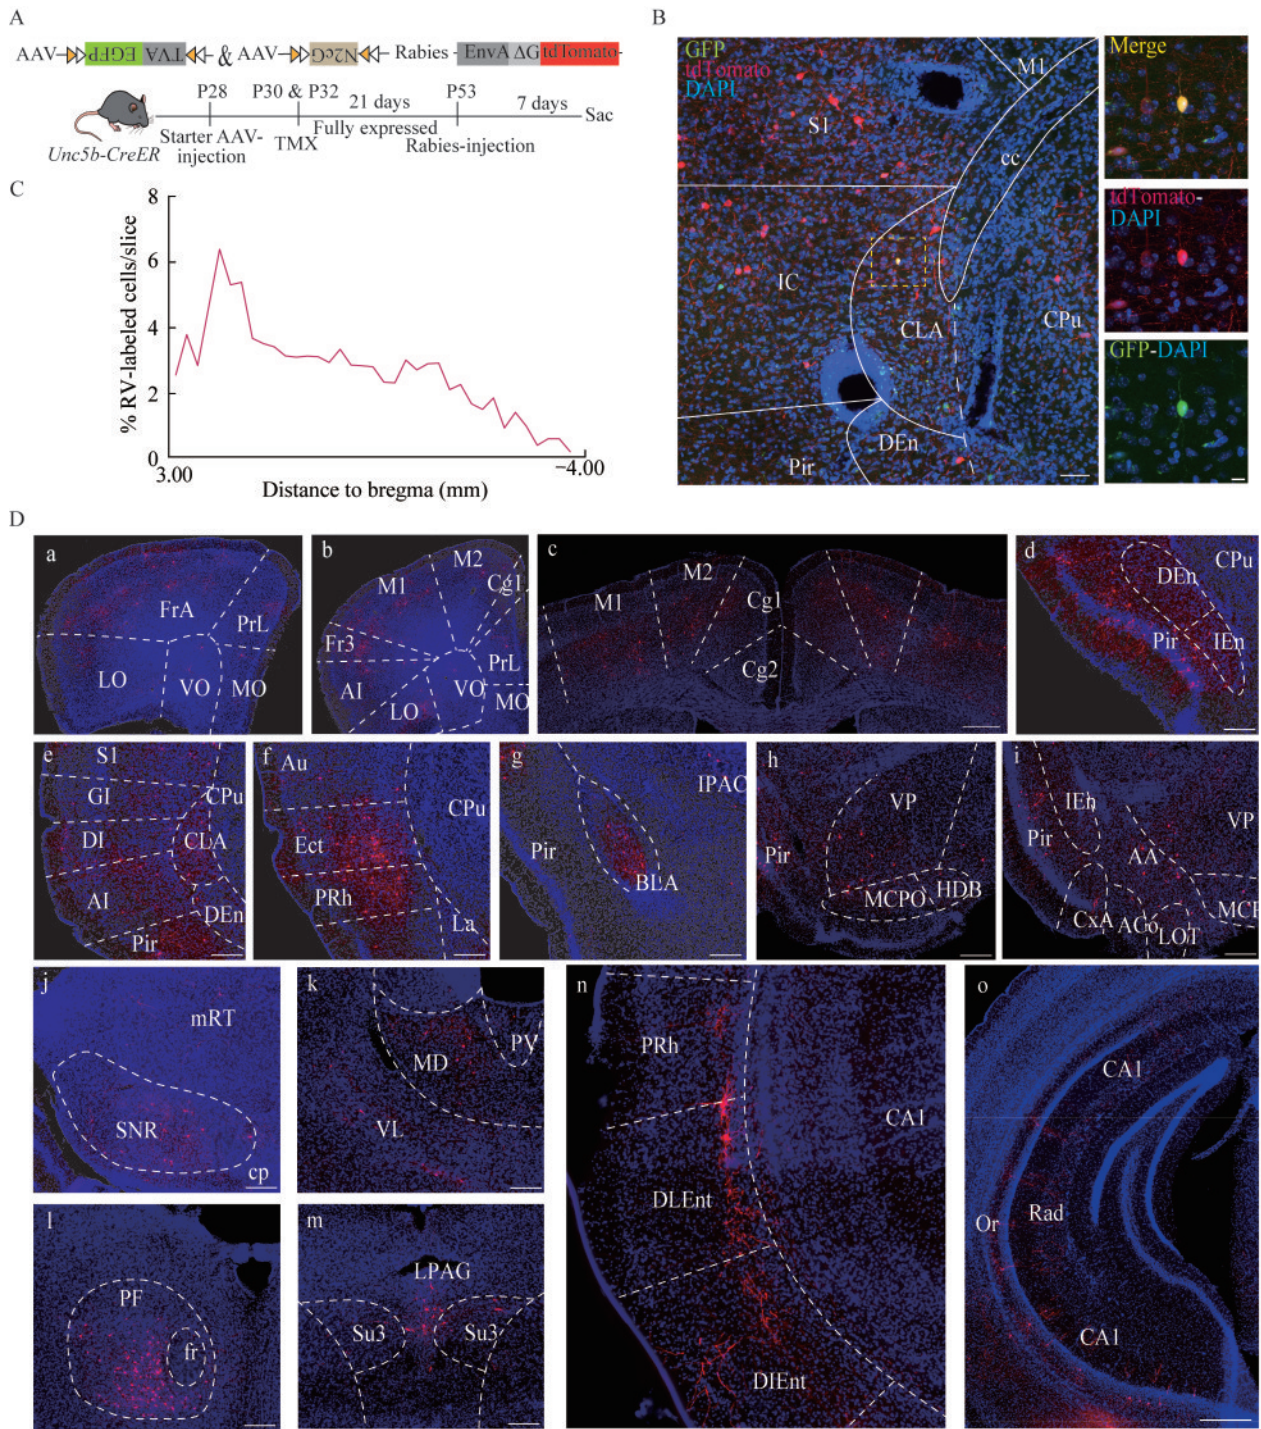 A
AAV EGFP TVA & AAV N2cG Rabies EnvA ΔG tdTomato
P28 P30 & P32 21 days P53 7 days
Sac
Starter AAV-injection TMX Fully expressed Rabies-injection
Unc5b-CreER
B
GFP
tdTomato
DAPI
M1
S1
cc
IC
CLA
CPu
DEn
Pir
Merge
tdTomato-
DAPI
GFP-DAPI
C
% RV-labeled cells/slice
8
6
4
2
0
3.00 −4.00
Distance to bregma (mm)
D
a
FrA
PrL
LO VO MO
b
M2
M1 Cg1
Fr3
PrL
AI VO MO
LO
c
M2
M1 Cg1
Cg2
d
CPu
DEn
Pir IEn
e
S1
GI CPu
DI CLA
AI
DEn
Pir
f
Au
CPu
Ect
PRh
La
g
IPAC
Pir
BLA
h
VP
Pir
MCPO HDB
i
IEn
Pir VP
AA
CxA ACo LOT MCP
j
mRT
SNR
cp
k
MD PV
VL
l
PF
fr
m
LPAG
Su3 Su3
n
PRh
CA1
DLEnt
DIEnt
o
CA1
Or Rad
CA1